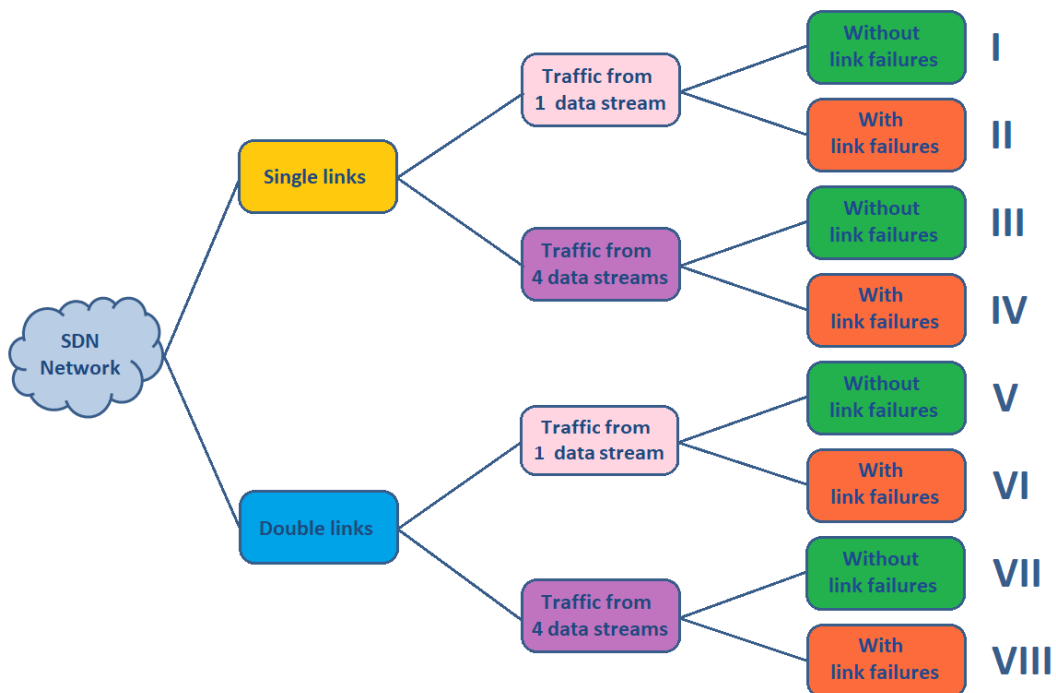 Without
link failures
I
Traffic from
1 data stream
With
link failures
II
Single links
Without
link failures
III
Traffic from
4 data streams
With
link failures
IV
SDN
Network
Without
link failures
V
Traffic from
1 data stream
With
link failures
VI
Double links
Without
link failures
VII
Traffic from
4 data streams
With
link failures
VIII